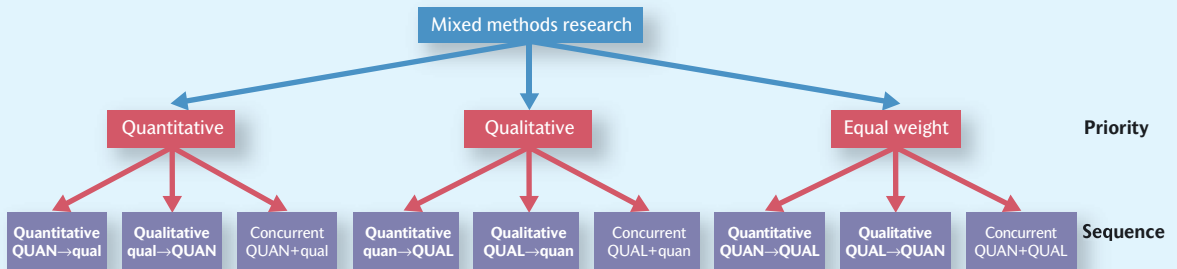 Mixed methods research
Quantitative
Qualitative
Equal weight
Priority
Quantitative
QUAN→qual
Qualitative
qual→QUAN
Concurrent
QUAN+qual
Quantitative
quan→QUAL
Qualitative
QUAL→quan
Concurrent
QUAL+quan
Quantitative
QUAN→QUAL
Qualitative
QUAL→QUAN
Concurrent
QUAN+QUAL
Sequence